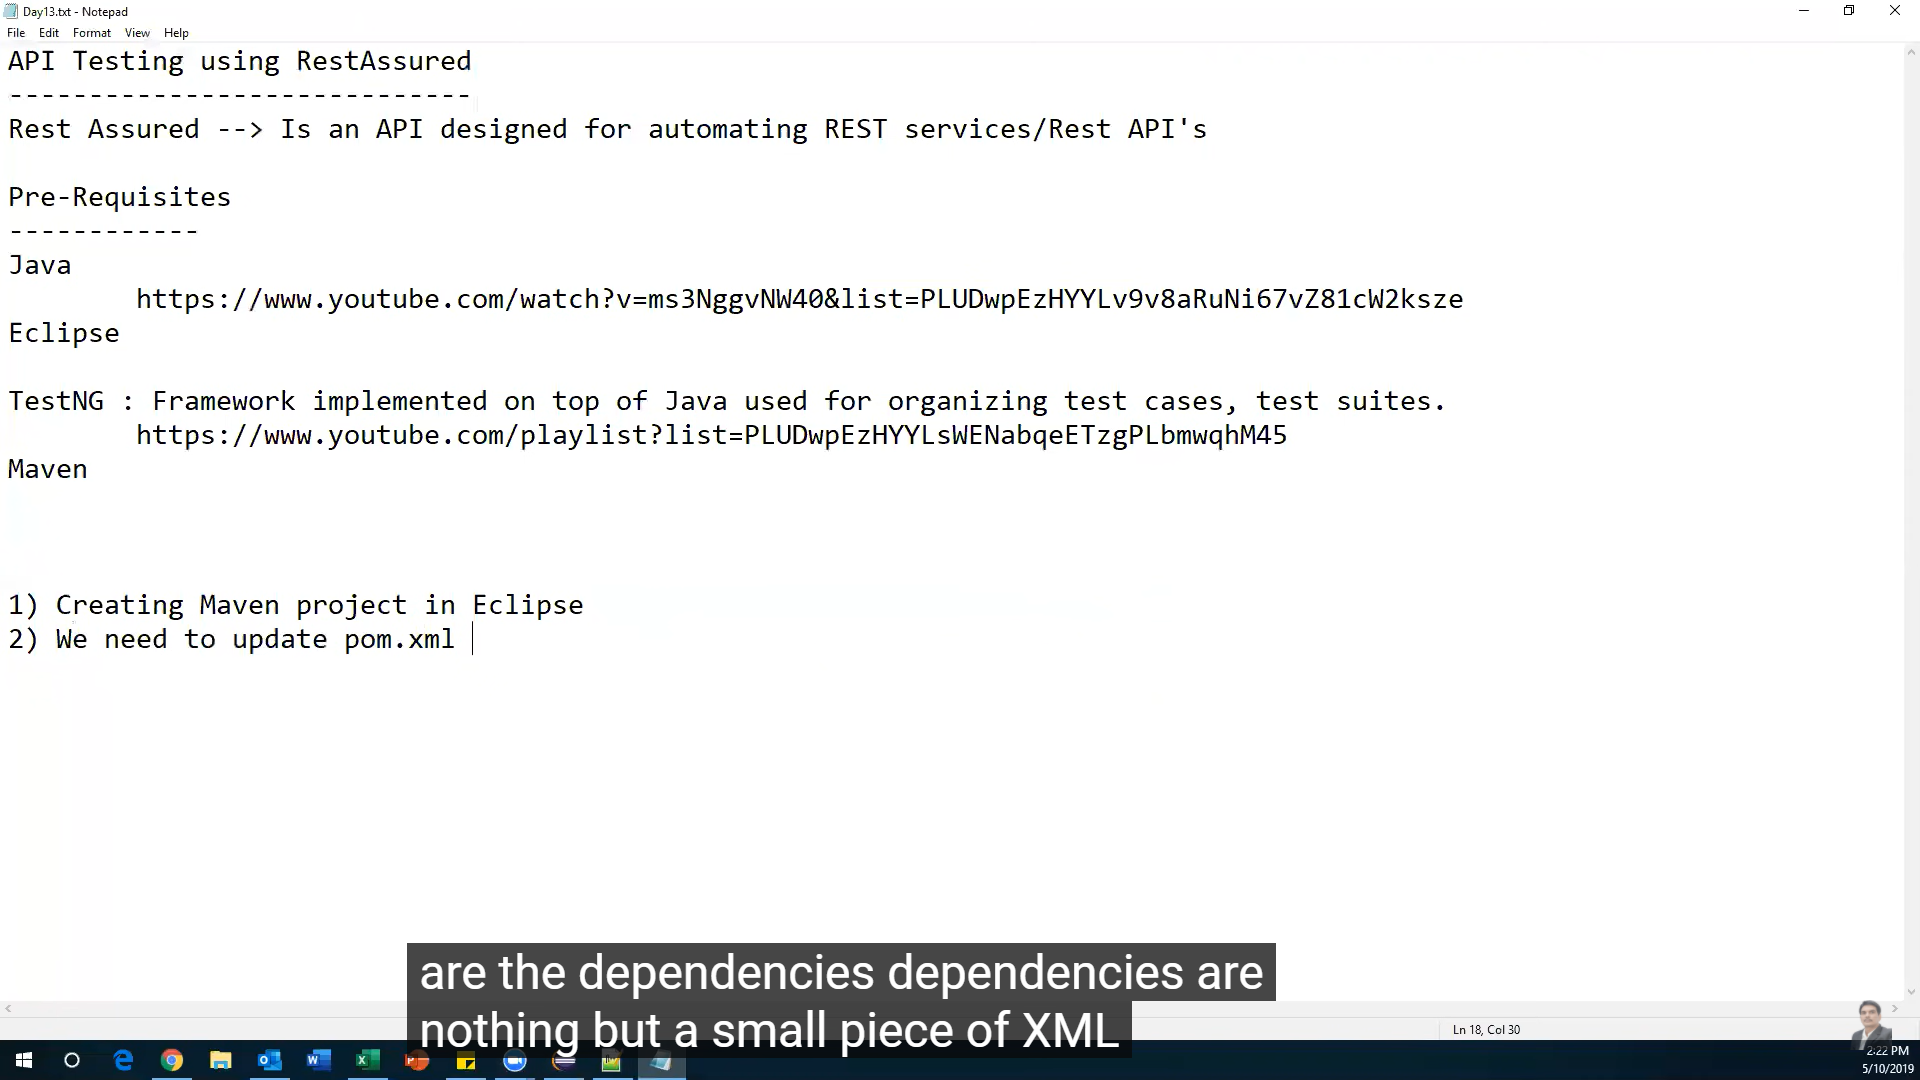 Day13.txt - Notepad
File Edit Format View Help
API Testing using RestAssured
-----------------------------
Rest Assured --> Is an API designed for automating REST services/Rest API's
Pre-Requisites
------------
Java
https://www.youtube.com/watch?v=ms3NggvNW40&list=PLUDwpEzHYYLv9v8aRuNi67vZ81cW2ksze
Eclipse
TestNG : Framework implemented on top of Java used for organizing test cases, test suites.
https://www.youtube.com/playlist?list=PLUDwpEzHYYLsWENabqeETzgPLbmwqhM45
Maven
1) Creating Maven project in Eclipse
2) We need to update pom.xml
are the dependencies dependencies are
nothing but a small piece of XML
Ln 18, Col 30
2:22 PM
5/10/2019